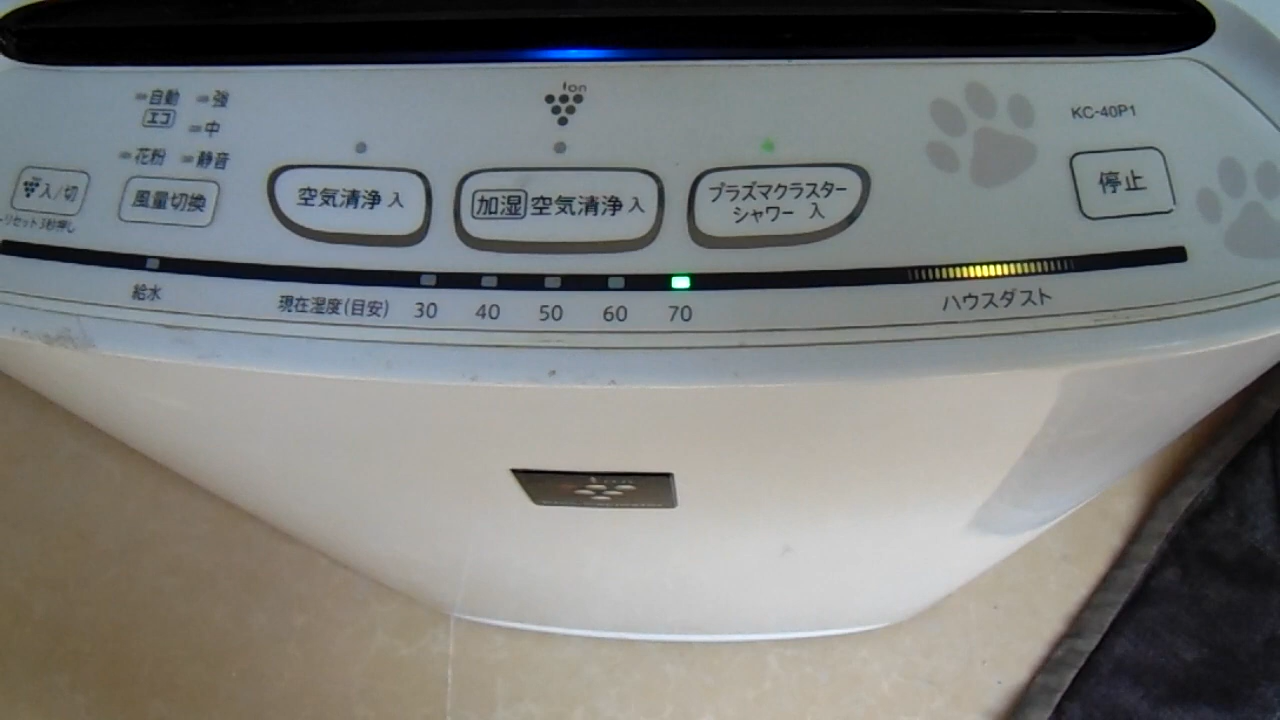 Ion
自動 強
エコ
中
花粉 静音
KC-40P1
入/切
リセット3秒押し
風量切換
空気清浄 入
加湿 空気清浄 入
プラズマクラスター
シャワー 入
停止
給水
現在湿度(目安) 30 40 50 60 70
ハウスダスト